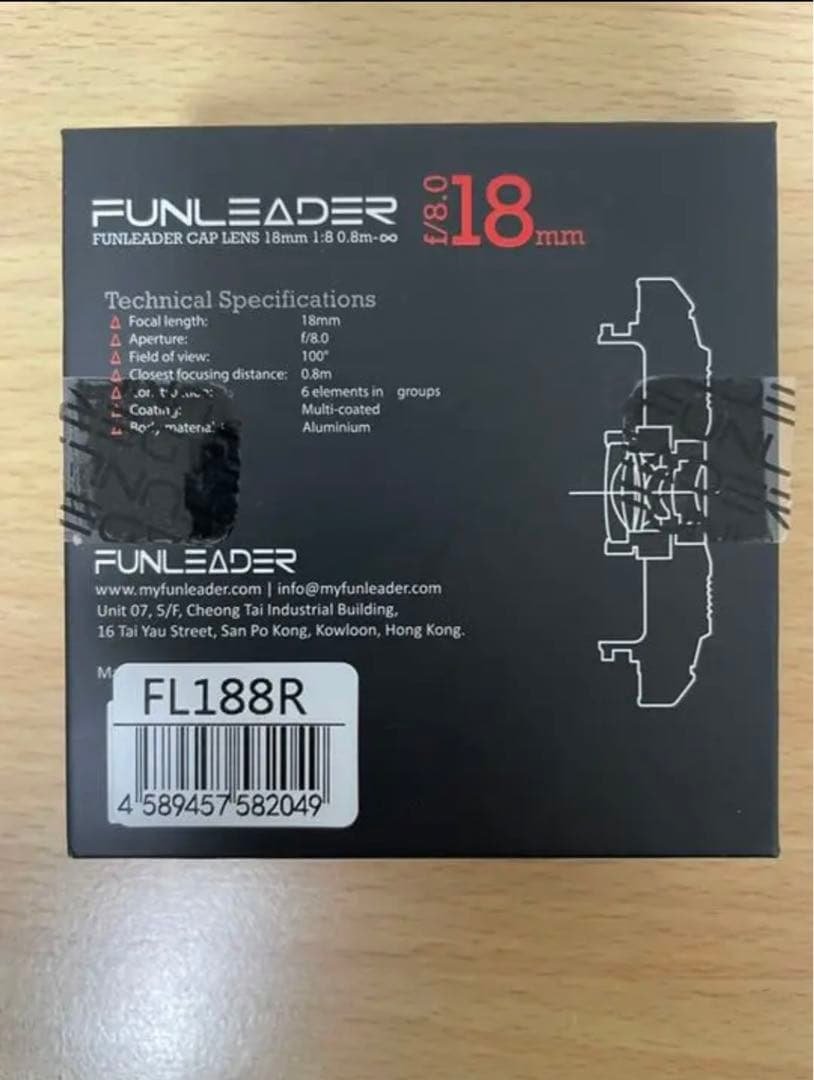 FUNLEADER
FUNLEADER CAP LENS 18mm 1:8 0.8m-∞
f/8.0 18mm
Technical Specifications
Focal length: 18mm
Aperture: f/8.0
Field of view: 100°
Closest focusing distance: 0.8m
6 elements in groups
Coating: Multi-coated
Body material: Aluminium
FUNLEADER
www.myfunleader.com | info@myfunleader.com
Unit 07, 5/F, Cheong Tai Industrial Building,
16 Tai Yau Street, San Po Kong, Kowloon, Hong Kong.
FL188R
4 589457 582049